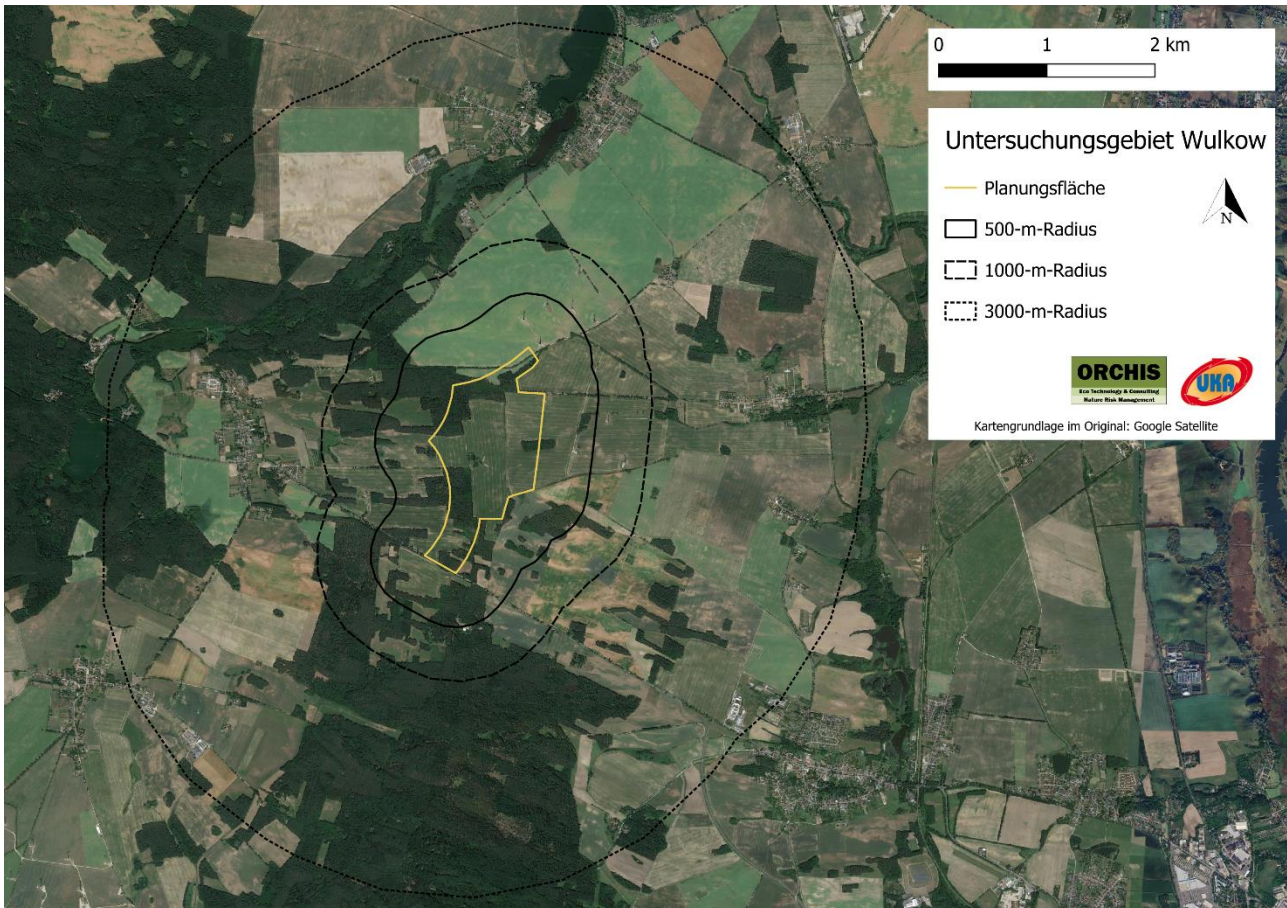 0 1 2 km
Untersuchungsgebiet Wulkow
Planungsfläche
500-m-Radius
1000-m-Radius
3000-m-Radius
N
ORCHIS
Eco Technology & Consulting
Nature Risk Management
UKA
Kartengrundlage im Original: Google Satellite